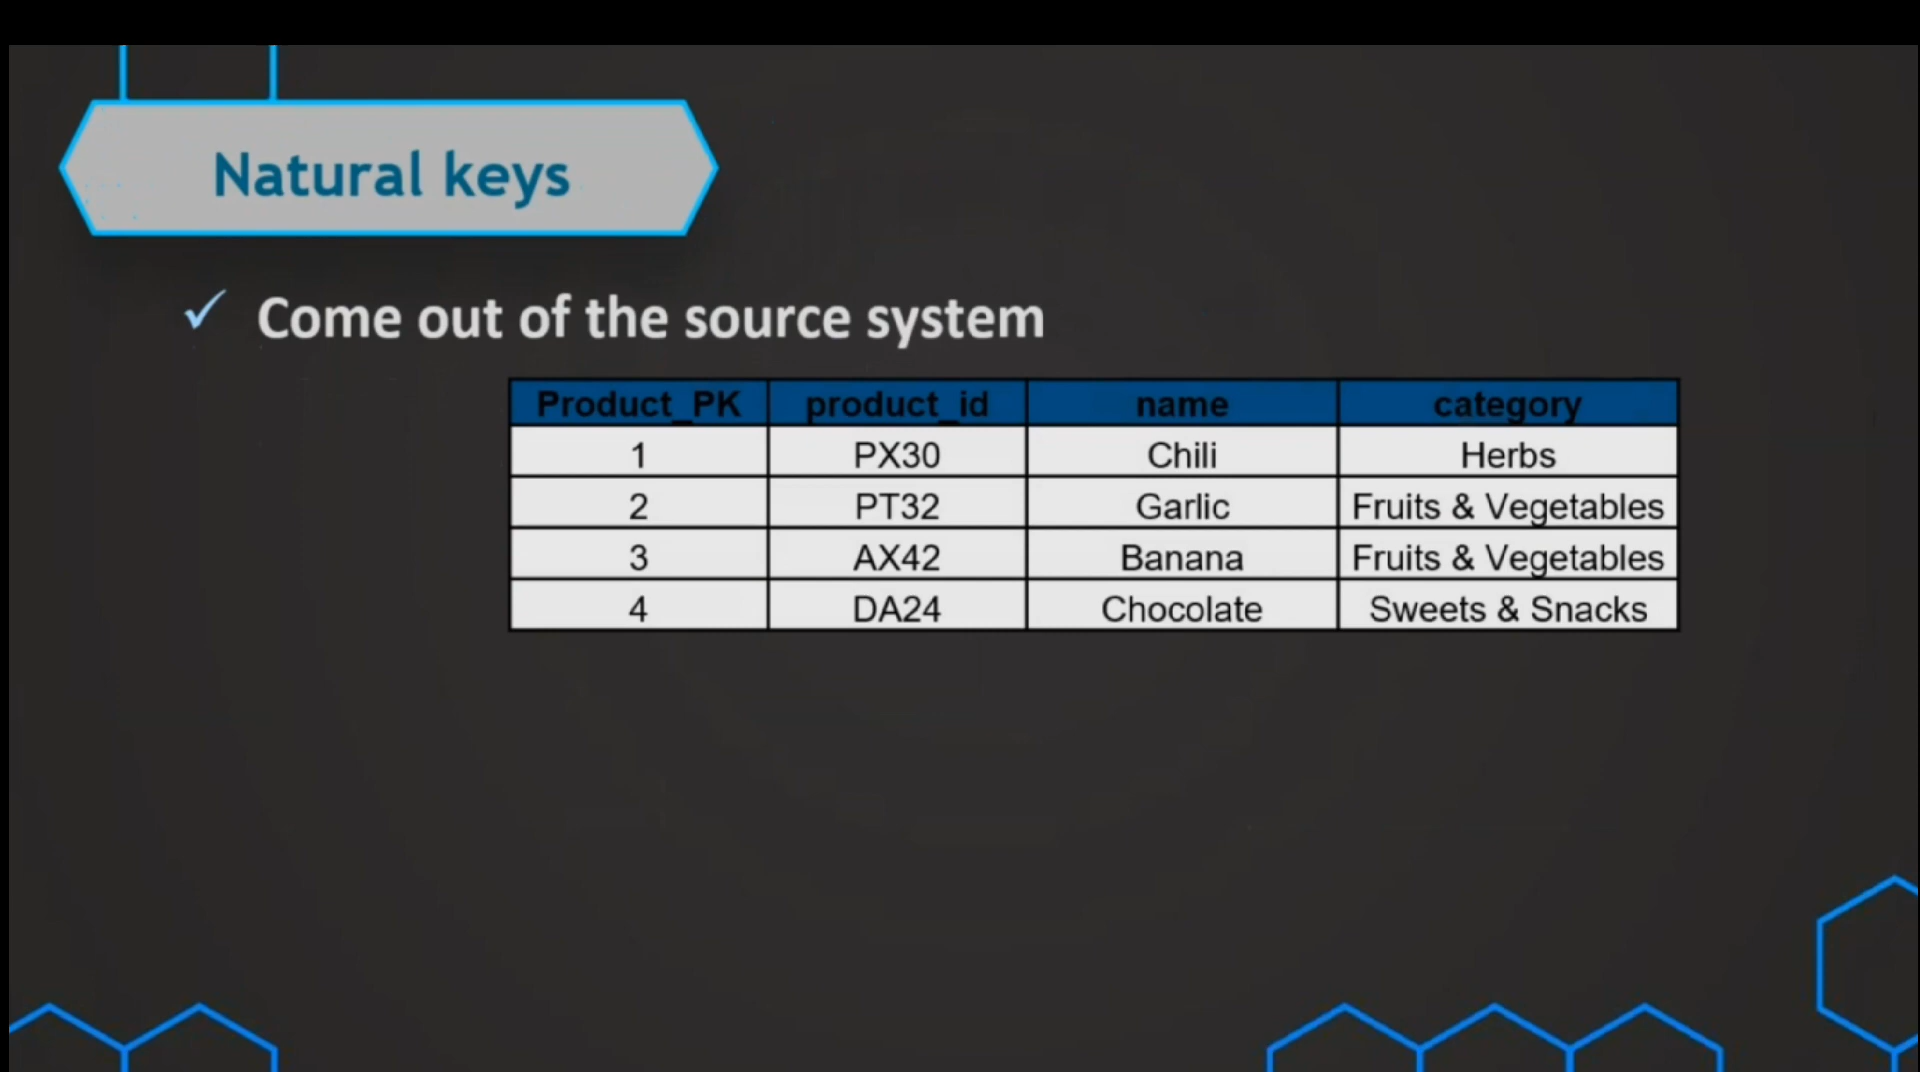 Natural keys
✓ Come out of the source system
Product_PK product_id name category
1 PX30 Chili Herbs
2 PT32 Garlic Fruits & Vegetables
3 AX42 Banana Fruits & Vegetables
4 DA24 Chocolate Sweets & Snacks